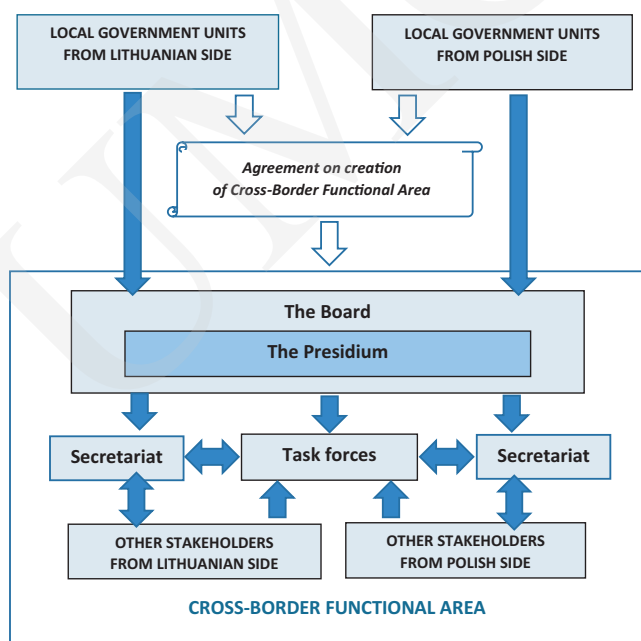 LOCAL GOVERNMENT UNITS
FROM LITHUANIAN SIDE
LOCAL GOVERNMENT UNITS
FROM POLISH SIDE
Agreement on creation
of Cross-Border Functional Area
The Board
The Presidium
Secretariat
Task forces
Secretariat
OTHER STAKEHOLDERS
FROM LITHUANIAN SIDE
OTHER STAKEHOLDERS
FROM POLISH SIDE
CROSS-BORDER FUNCTIONAL AREA